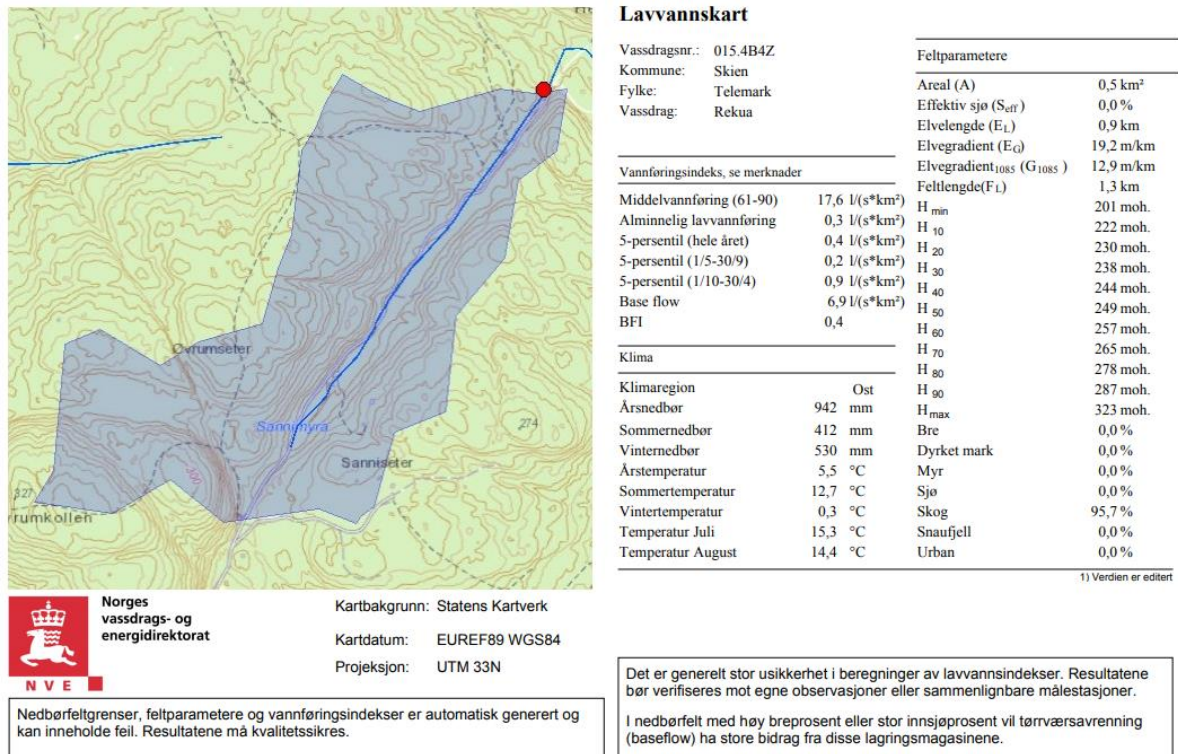 Øvrumseter
Sannimyra
Sanniseter
274
300
327
rumkollen
Norges
vassdrags- og
energidirektorat
NVE
Kartbakgrunn: Statens Kartverk
Kartdatum: EUREF89 WGS84
Projeksjon: UTM 33N
Nedbørfeltgrenser, feltparametere og vannføringsindekser er automatisk generert og
kan inneholde feil. Resultatene må kvalitetssikres.
Lavvannskart
Vassdragsnr.: 015.4B4Z
Kommune: Skien
Fylke: Telemark
Vassdrag: Rekua
Vannføringsindeks, se merknader
Middelvannføring (61-90) 17,6 l/(s*km²)
Alminnelig lavvannføring 0,3 l/(s*km²)
5-persentil (hele året) 0,4 l/(s*km²)
5-persentil (1/5-30/9) 0,2 l/(s*km²)
5-persentil (1/10-30/4) 0,9 l/(s*km²)
Base flow 6,9 l/(s*km²)
BFI 0,4
Klima
Klimaregion Ost
Årsnedbør 942 mm
Sommernedbør 412 mm
Vinternedbør 530 mm
Årstemperatur 5,5 °C
Sommertemperatur 12,7 °C
Vintertemperatur 0,3 °C
Temperatur Juli 15,3 °C
Temperatur August 14,4 °C
Feltparametere
Areal (A) 0,5 km²
Effektiv sjø (Seff) 0,0 %
Elvelengde (EL) 0,9 km
Elvegradient (EG) 19,2 m/km
Elvegradient1085 (G1085 ) 12,9 m/km
Feltlengde(FL) 1,3 km
H min 201 moh.
H 10 222 moh.
H 20 230 moh.
H 30 238 moh.
H 40 244 moh.
H 50 249 moh.
H 60 257 moh.
H 70 265 moh.
H 80 278 moh.
H 90 287 moh.
Hmax 323 moh.
Bre 0,0 %
Dyrket mark 0,0 %
Myr 0,0 %
Sjø 0,0 %
Skog 95,7 %
Snaufjell 0,0 %
Urban 0,0 %
1) Verdien er editert
Det er generelt stor usikkerhet i beregninger av lavvannsindekser. Resultatene
bør verifiseres mot egne observasjoner eller sammenlignbare målestasjoner.
I nedbørfelt med høy breprosent eller stor innsjøprosent vil tørrværsavrenning
(baseflow) ha store bidrag fra disse lagringsmagasinene.